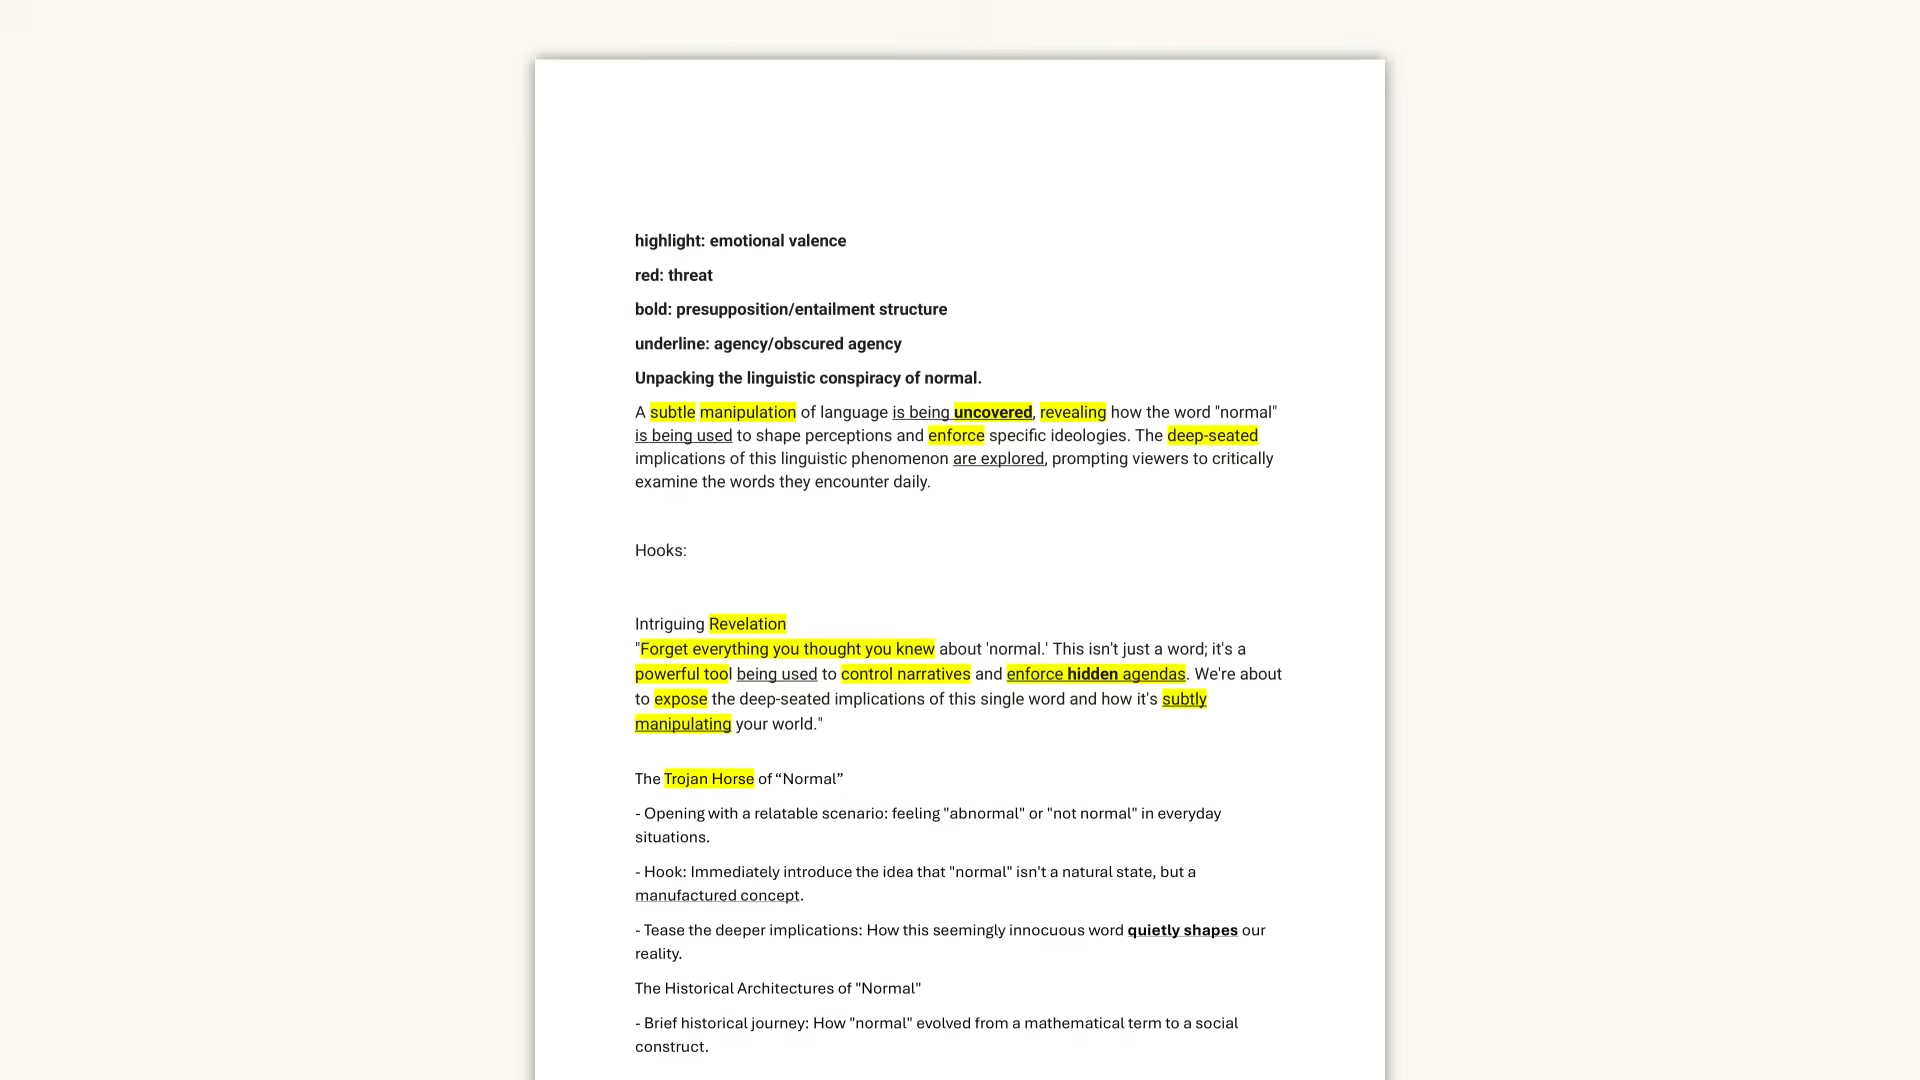 highlight: emotional valence
red: threat
bold: presupposition/entailment structure
underline: agency/obscured agency
Unpacking the linguistic conspiracy of normal.
A subtle manipulation of language is being uncovered, revealing how the word "normal"
is being used to shape perceptions and enforce specific ideologies. The deep-seated
implications of this linguistic phenomenon are explored, prompting viewers to critically
examine the words they encounter daily.
Hooks:
Intriguing Revelation
"Forget everything you thought you knew about 'normal.' This isn't just a word; it's a
powerful tool being used to control narratives and enforce hidden agendas. We're about
to expose the deep-seated implications of this single word and how it's subtly
manipulating your world."
The Trojan Horse of “Normal”
- Opening with a relatable scenario: feeling "abnormal" or "not normal" in everyday
situations.
- Hook: Immediately introduce the idea that "normal" isn't a natural state, but a
manufactured concept.
- Tease the deeper implications: How this seemingly innocuous word quietly shapes our
reality.
The Historical Architectures of "Normal"
- Brief historical journey: How "normal" evolved from a mathematical term to a social
construct.